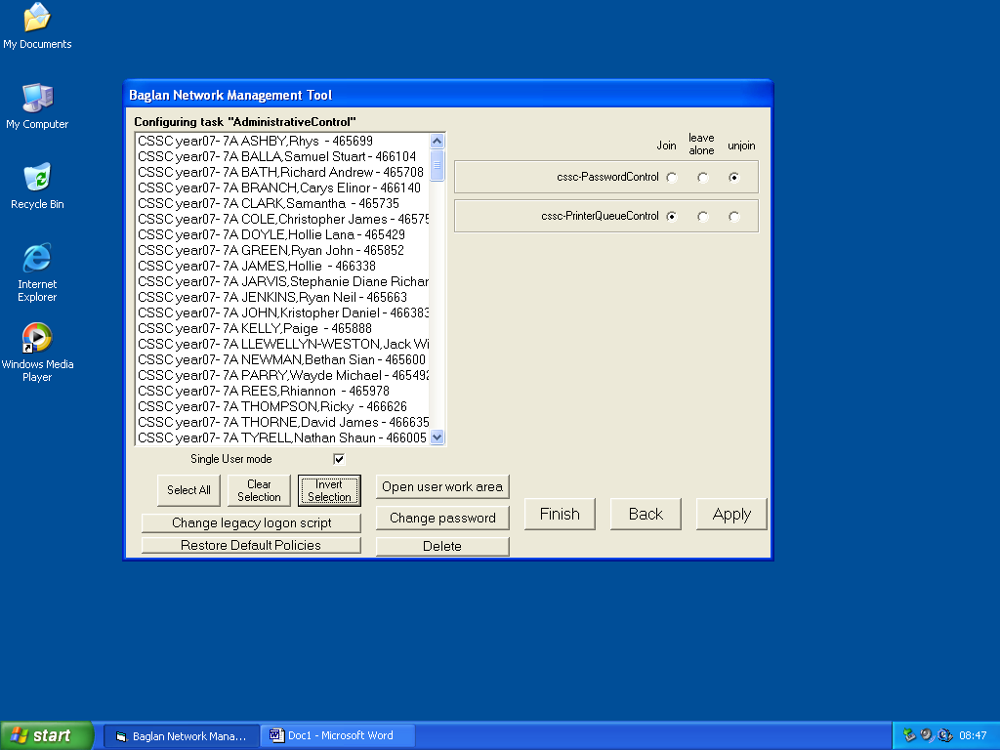 My Documents
My Computer
Recycle Bin
Internet
Explorer
Windows Media
Player
Baglan Network Management Tool
Configuring task "AdministrativeControl"
CSSC year07- 7A ASHBY,Rhys - 465699
CSSC year07- 7A BALLA,Samuel Stuart - 466104
CSSC year07- 7A BATH,Richard Andrew - 465708
CSSC year07- 7A BRANCH,Carys Elinor - 466140
CSSC year07- 7A CLARK,Samantha - 465735
CSSC year07- 7A COLE,Christopher James - 46575
CSSC year07- 7A DOYLE,Hollie Lana - 465429
CSSC year07- 7A GREEN,Ryan John - 465852
CSSC year07- 7A JAMES,Hollie - 466338
CSSC year07- 7A JARVIS,Stephanie Diane Richar
CSSC year07- 7A JENKINS,Ryan Neil - 465663
CSSC year07- 7A JOHN,Kristopher Daniel - 466383
CSSC year07- 7A KELLY,Paige - 465888
CSSC year07- 7A LLEWELLYN-WESTON,Jack Wi
CSSC year07- 7A NEWMAN,Bethan Sian - 465600
CSSC year07- 7A PARRY,Wayde Michael - 465492
CSSC year07- 7A REES,Rhiannon - 465978
CSSC year07- 7A THOMPSON,Ricky - 466626
CSSC year07- 7A THORNE,David James - 466635
CSSC year07- 7A TYRELL,Nathan Shaun - 466005
Join leave alone unjoin
cssc-PasswordControl
cssc-PrinterQueueControl
Single User mode
Select All
Clear
Selection
Invert
Selection
Change legacy logon script
Restore Default Policies
Open user work area
Change password
Delete
Finish
Back
Apply
start
Baglan Network Mana...
Doc1 - Microsoft Word
08:47